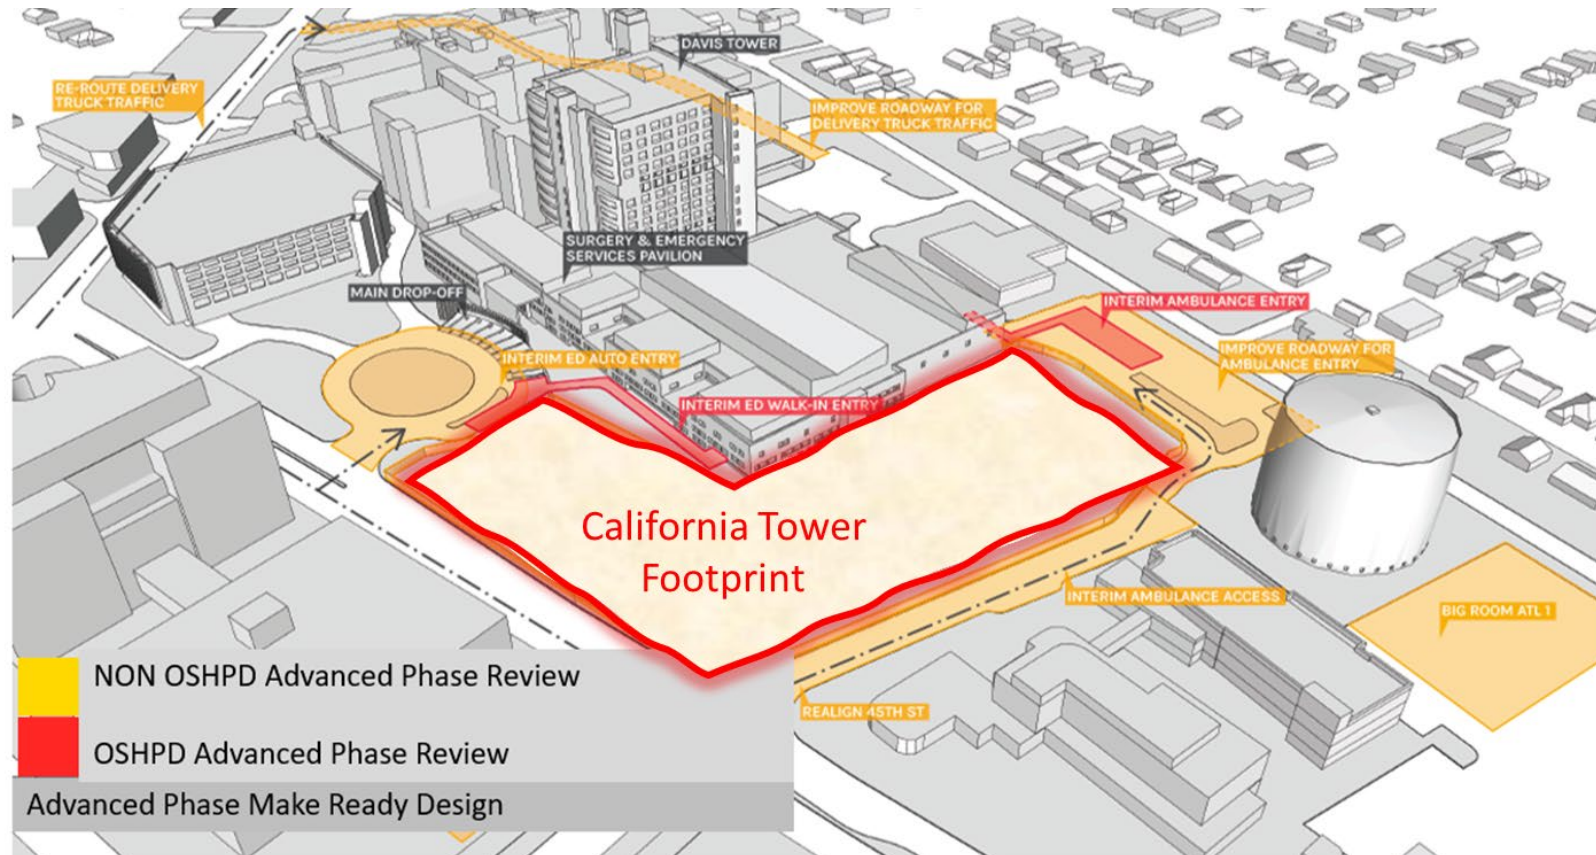 DAVIS TOWER
RE-ROUTE DELIVERY
TRUCK TRAFFIC
IMPROVE ROADWAY FOR
DELIVERY TRUCK TRAFFIC
SURGERY & EMERGENCY
SERVICES PAVILION
MAIN DROP-OFF
INTERIM AMBULANCE ENTRY
INTERIM ED AUTO ENTRY
IMPROVE ROADWAY FOR
AMBULANCE ENTRY
INTERIM ED WALK-IN ENTRY
California Tower
Footprint
INTERIM AMBULANCE ACCESS
BIG ROOM ATL 1
REALIGN 45TH ST
NON OSHPD Advanced Phase Review
OSHPD Advanced Phase Review
Advanced Phase Make Ready Design